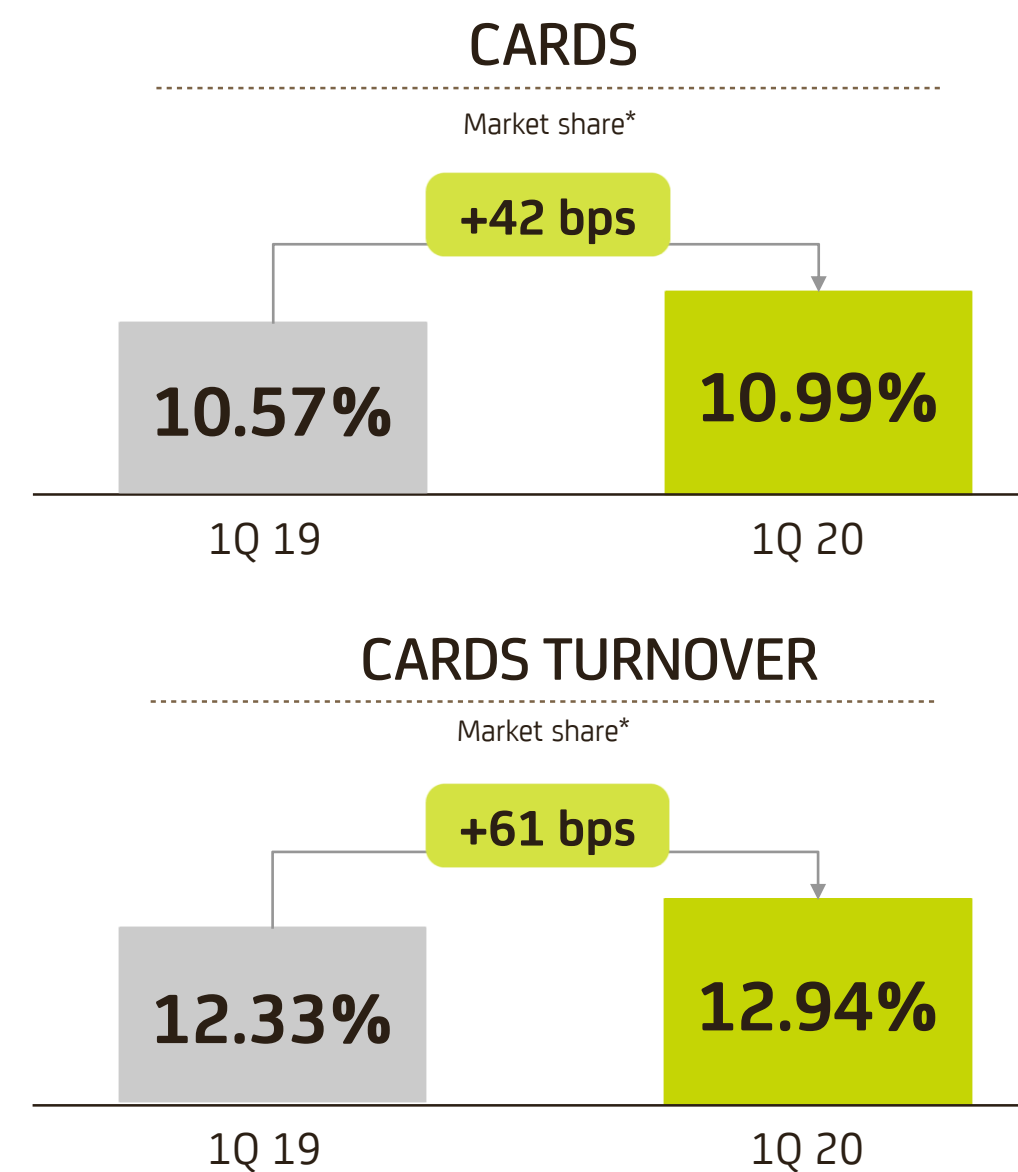 CARDS
Market share*
+42 bps
10.57%
10.99%
1Q 19
1Q 20
CARDS TURNOVER
Market share*
+61 bps
12.33%
12.94%
1Q 19
1Q 20